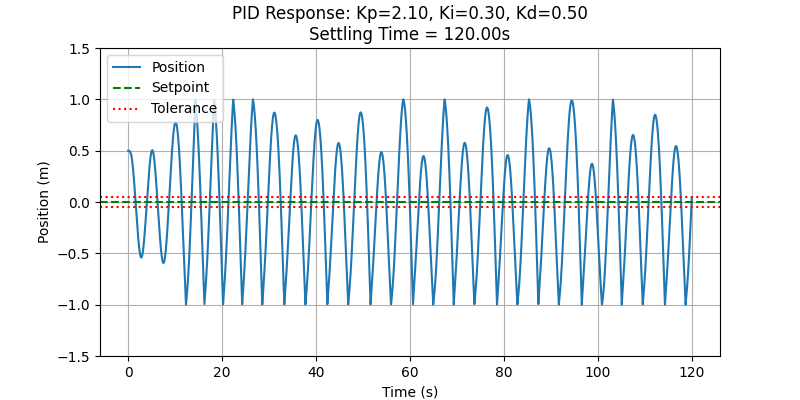 PID Response: Kp=2.10, Ki=0.30, Kd=0.50
Settling Time = 120.00s
Position
Setpoint
Tolerance
Position (m)
1.5
1.0
0.5
0.0
−0.5
−1.0
−1.5
0
20
40
60
80
100
120
Time (s)